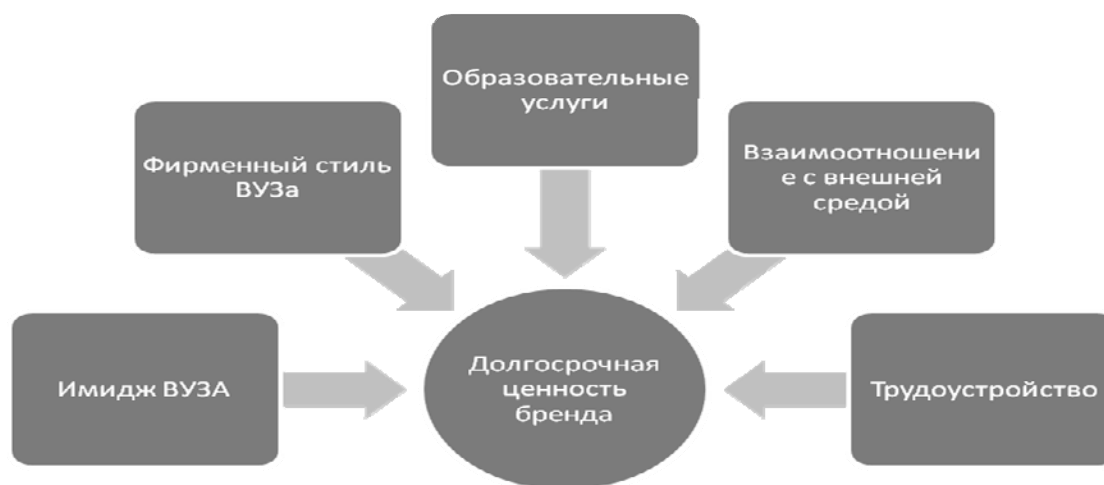 Образовательные
услуги
Фирменный стиль
ВУЗа
Взаимоотношени
е с внешней
средой
Имидж ВУЗА
Долгосрочная
ценность
бренда
Трудоустройство